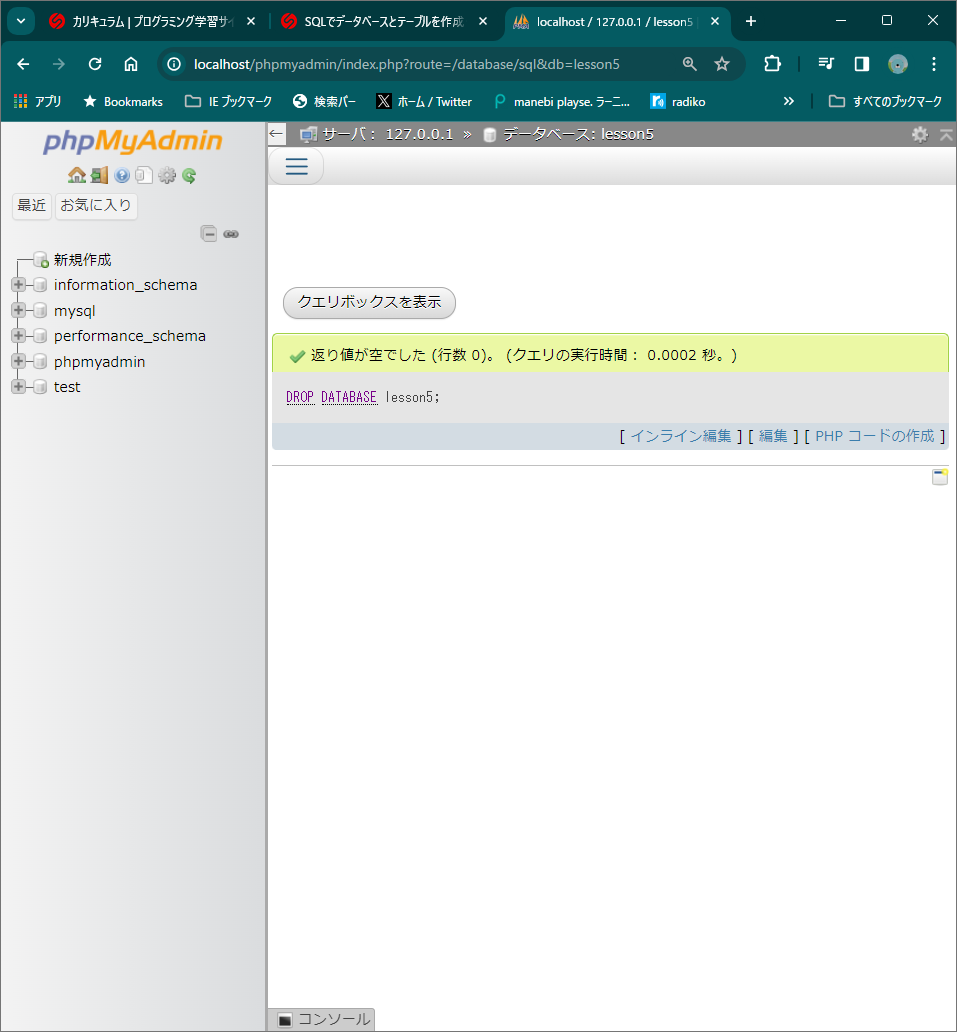 カリキュラム | プログラミング学習サイ
SQLでデータベースとテーブルを作成
localhost / 127.0.0.1 / lesson5
localhost/phpmyadmin/index.php?route=/database/sql&db=lesson5
アプリ Bookmarks IE ブックマーク 検索バー X ホーム / Twitter manebi playse. ラーニ... radiko » すべてのブックマーク
phpMyAdmin
最近 お気に入り
新規作成
information_schema
mysql
performance_schema
phpmyadmin
test
サーバ: 127.0.0.1 » データベース: lesson5
クエリボックスを表示
返り値が空でした (行数 0)。 (クエリの実行時間: 0.0002 秒。)
DROP DATABASE lesson5;
[ インライン編集 ] [ 編集 ] [ PHP コードの作成 ]
コンソール